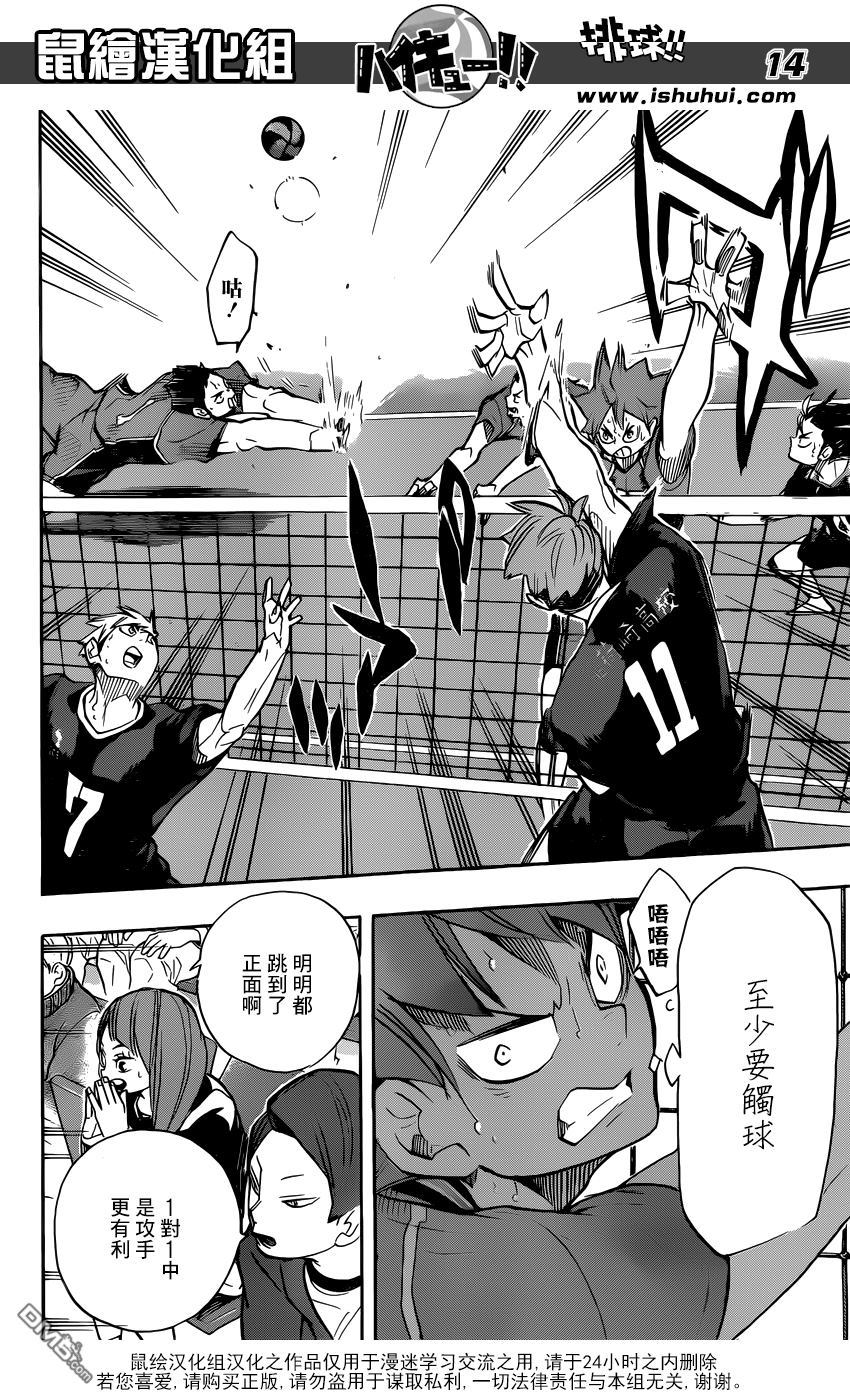 鼠繪漢化組
ハイキュー!!
排球!!
14
www.ishuhui.com
咕!
高校
11
7
唔唔唔
至少要觸球
明明都
跳到了
正面啊
1對1中
是攻手
更有利
鼠绘汉化组汉化之作品仅用于漫迷学习交流之用,请于24小时之内删除
若您喜爱,请购买正版,请勿盗用于谋取私利,一切法律责任与本组无关,谢谢。